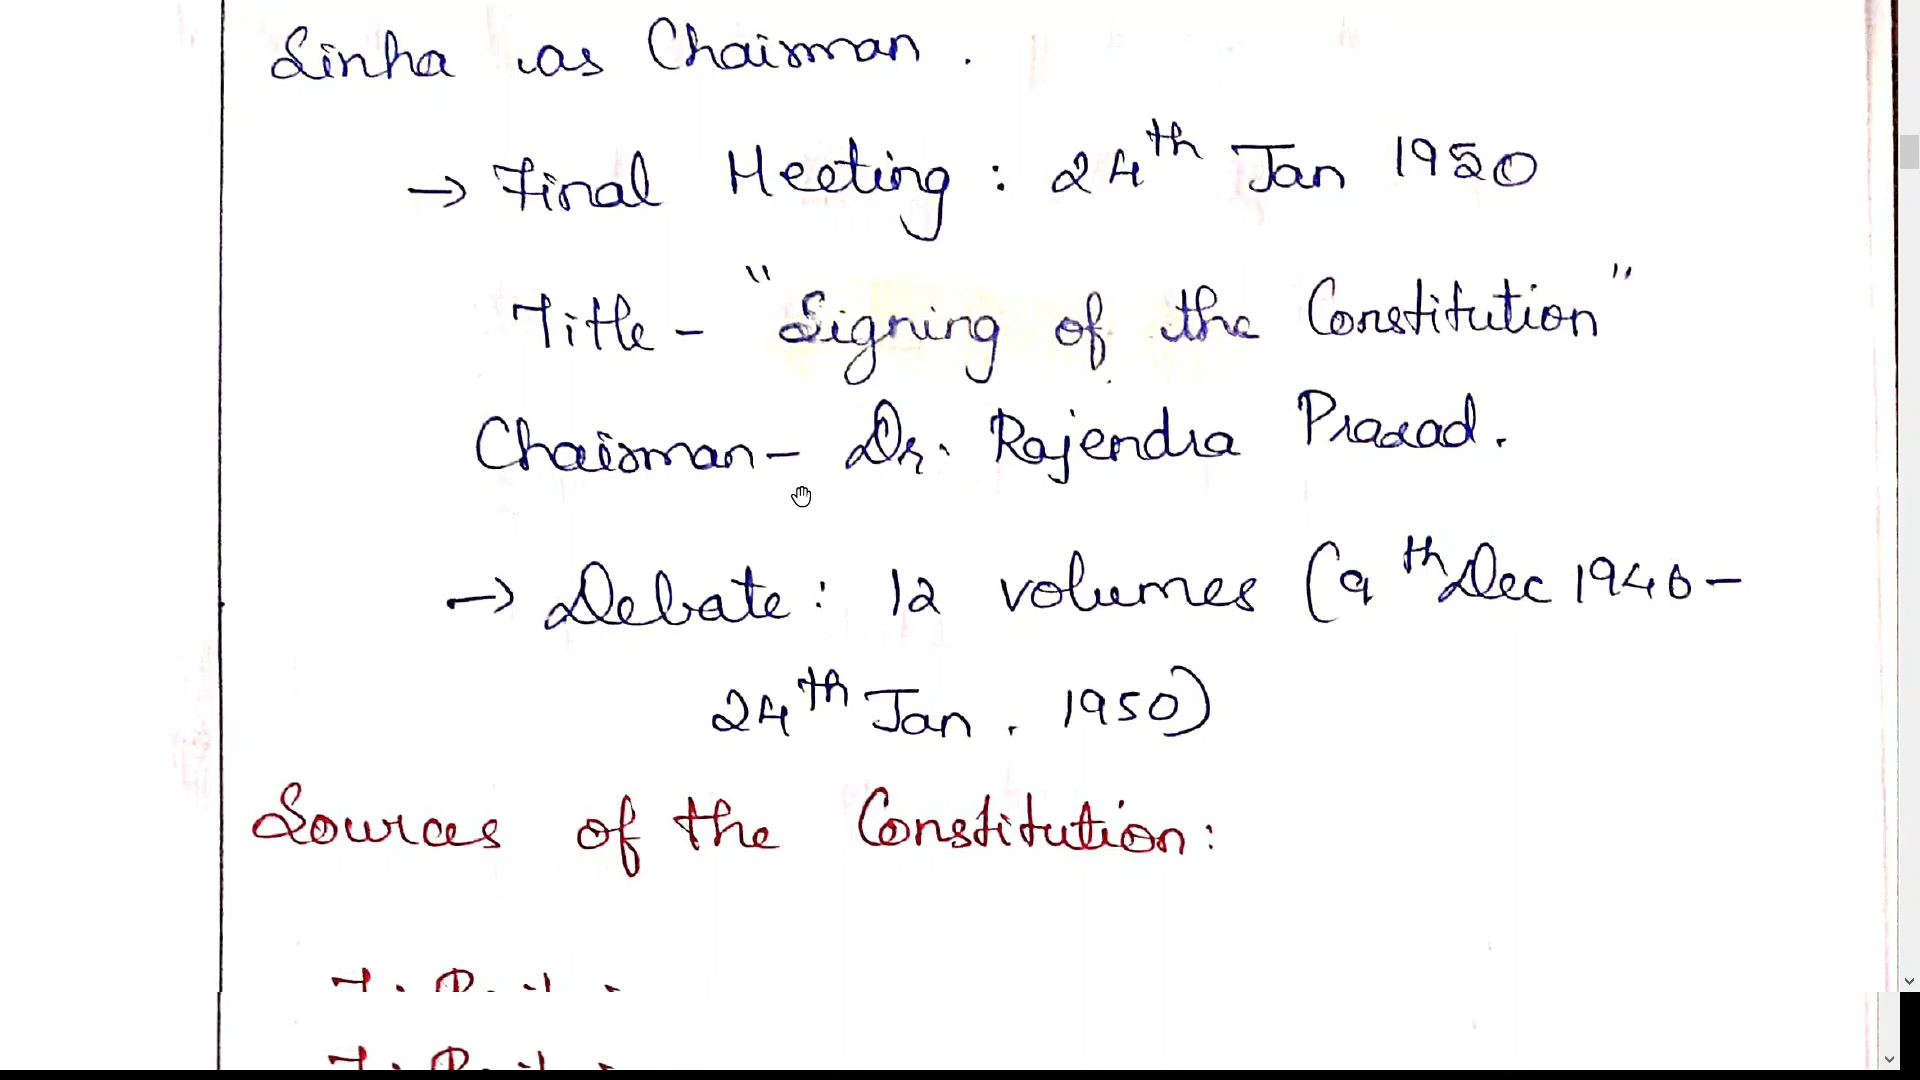 Sinha as Chairman.
→ Final Meeting : 24th Jan 1950
Title - "Signing of the Constitution"
Chairman - Dr. Rajendra Prasad.
→ Debate : 12 volumes (9th Dec 1946 -
24th Jan. 1950)
Sources of the Constitution: